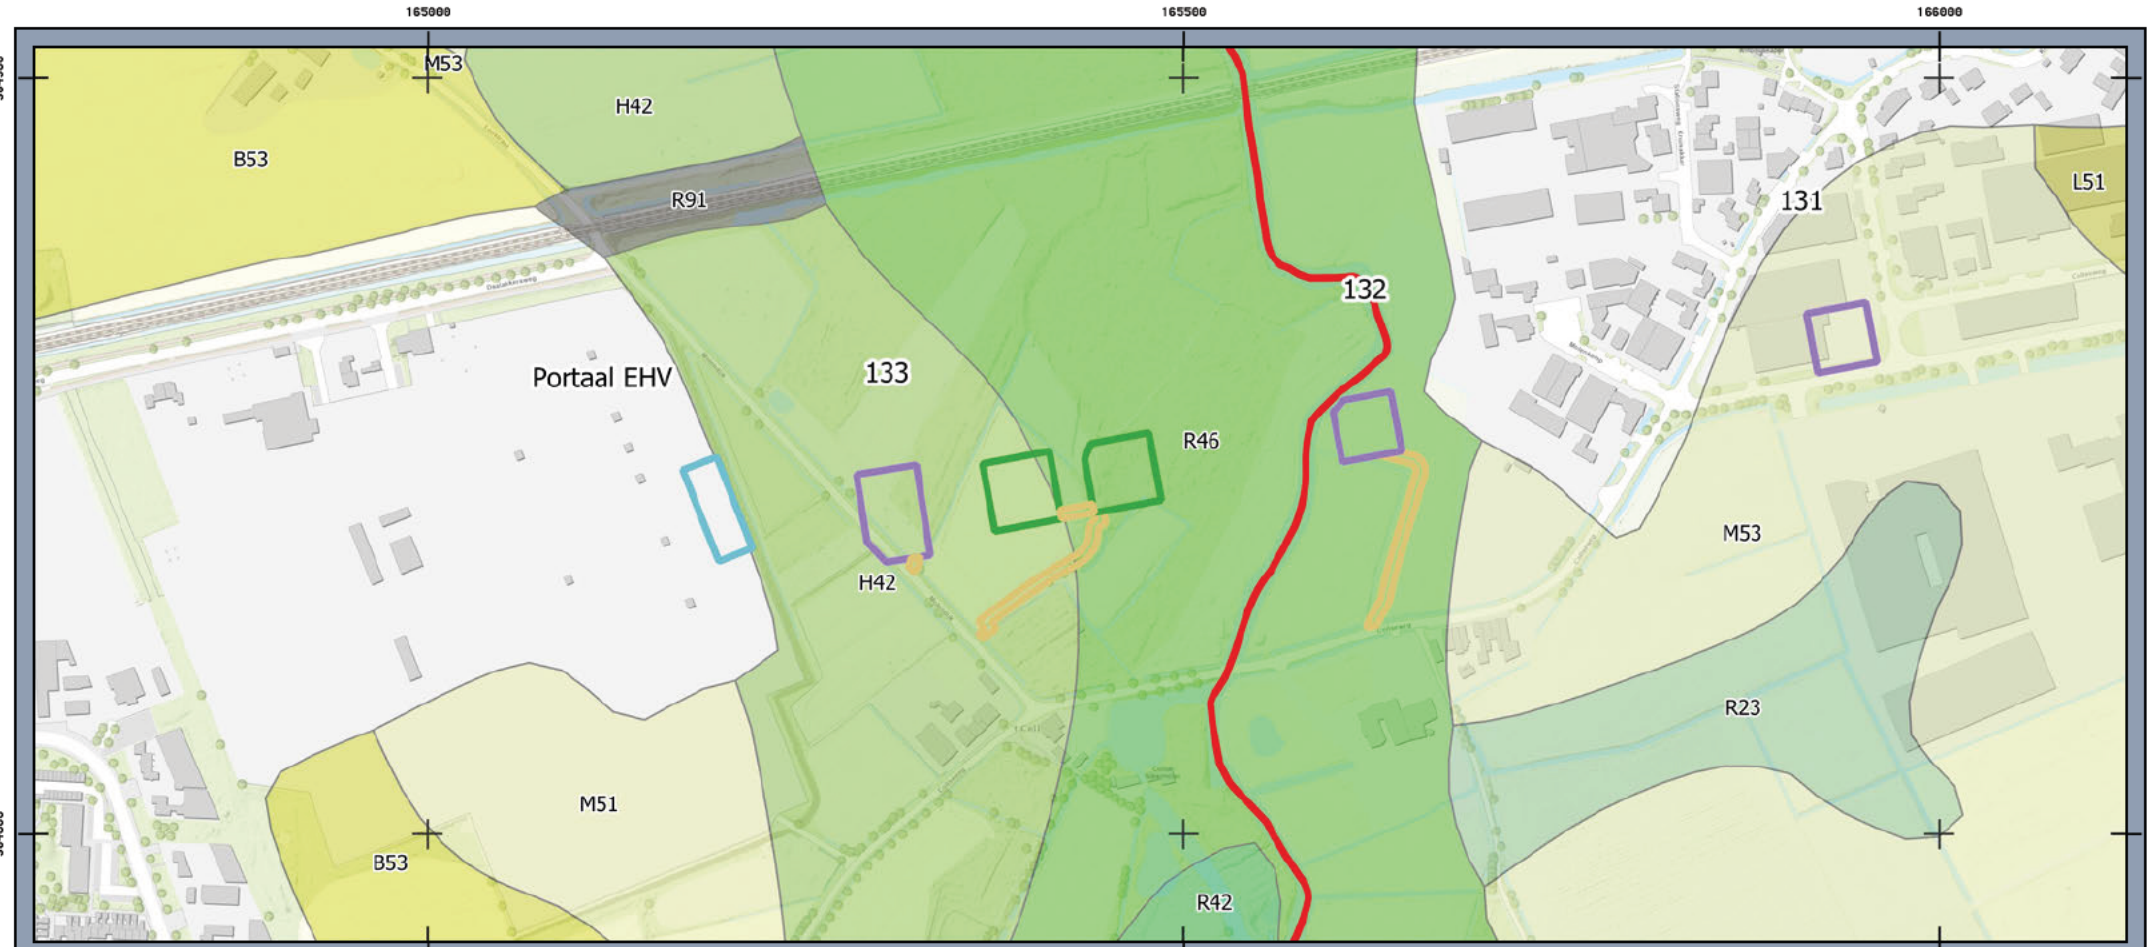 165000
165500
166000
M53
H42
B53
R91
131
L51
132
Portaal EHV
133
R46
H42
M53
R23
M51
B53
R42